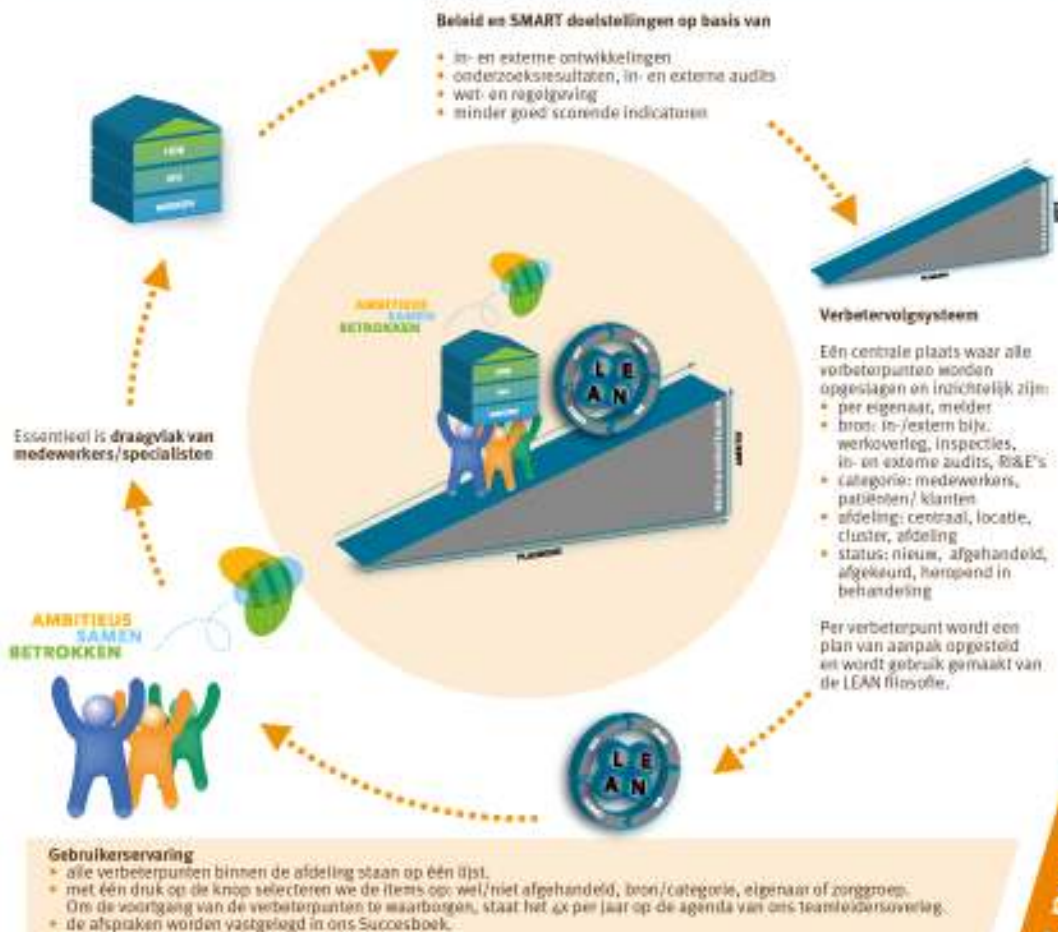 Beleid en SMART doelstellingen op basis van
• in- en externe ontwikkelingen
• onderzoeksresultaten, in- en externe audits
• wet- en regelgeving
• minder goed scorende indicatoren
Verbetervolgsysteem
Eén centrale plaats waar alle
verbeterpunten worden
opgeslagen en inzichtelijk zijn:
• per eigenaar, melder
• bron: in-/extern bijv.
werkoverleg, inspecties,
in- en externe audits, RI&E's
• categorie: medewerkers,
patiënten/ klanten
• afdeling: centraal, locatie,
cluster, afdeling
• status: nieuw, afgehandeld,
afgekeurd, heropend in
behandeling
Per verbeterpunt wordt een
plan van aanpak opgesteld
en wordt gebruik gemaakt van
de LEAN filosofie.
AMBITIEUS
SAMEN
BETROKKEN
L E
A N
PLANNING
Essentieel is draagvlak van
medewerkers/specialisten
AMBITIEUS
SAMEN
BETROKKEN
L E
A N
Gebruikerservaring
• alle verbeterpunten binnen de afdeling staan op één lijst.
• met één druk op de knop selecteren we de items op: wel/niet afgehandeld, bron/categorie, eigenaar of zorggroep.
Om de voortgang van de verbeterpunten te waarborgen, staat het 4x per jaar op de agenda van ons teamleidersoverleg.
• de afspraken worden vastgelegd in ons Succesboek.